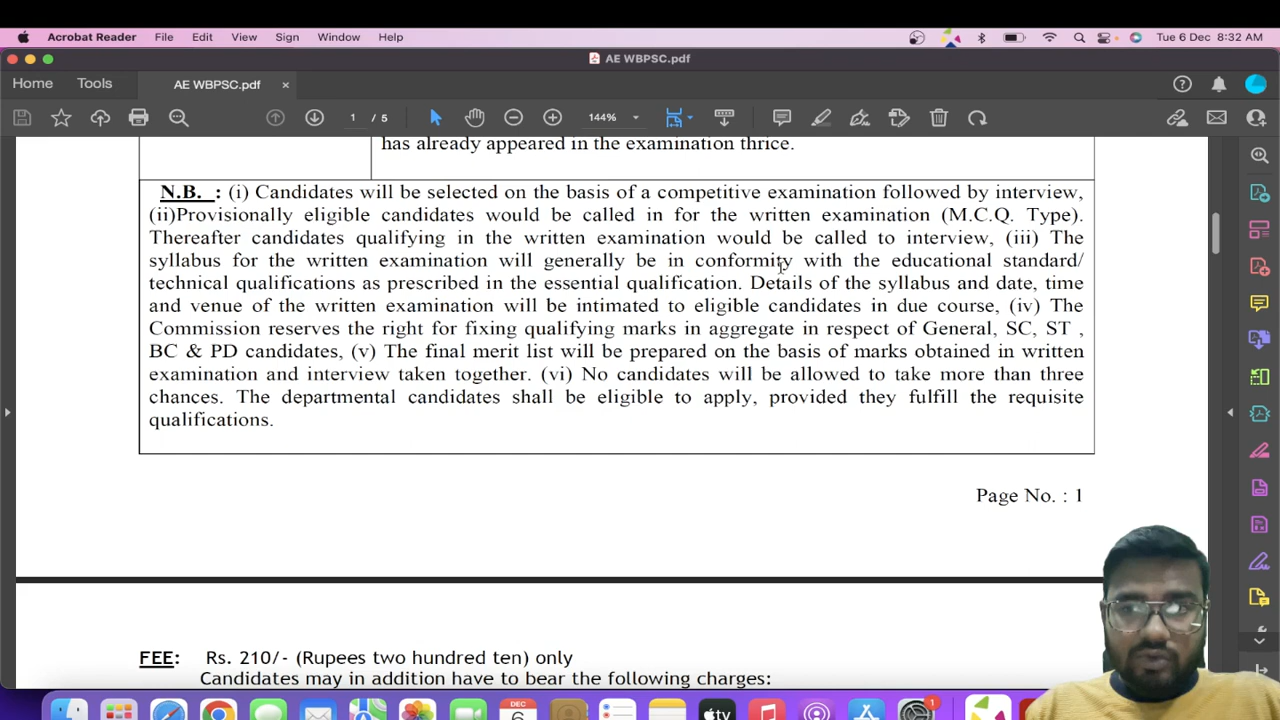 Acrobat Reader File Edit View Sign Window Help Tue 6 Dec 8:32 AM
AE WBPSC.pdf
Home Tools AE WBPSC.pdf ×
1 / 5 144%
has already appeared in the examination thrice.
N.B. : (i) Candidates will be selected on the basis of a competitive examination followed by interview,
(ii)Provisionally eligible candidates would be called in for the written examination (M.C.Q. Type).
Thereafter candidates qualifying in the written examination would be called to interview, (iii) The
syllabus for the written examination will generally be in conformity with the educational standard/
technical qualifications as prescribed in the essential qualification. Details of the syllabus and date, time
and venue of the written examination will be intimated to eligible candidates in due course, (iv) The
Commission reserves the right for fixing qualifying marks in aggregate in respect of General, SC, ST ,
BC & PD candidates, (v) The final merit list will be prepared on the basis of marks obtained in written
examination and interview taken together. (vi) No candidates will be allowed to take more than three
chances. The departmental candidates shall be eligible to apply, provided they fulfill the requisite
qualifications.
Page No. : 1
FEE: Rs. 210/- (Rupees two hundred ten) only
Candidates may in addition have to bear the following charges:
DEC
6
tv
1